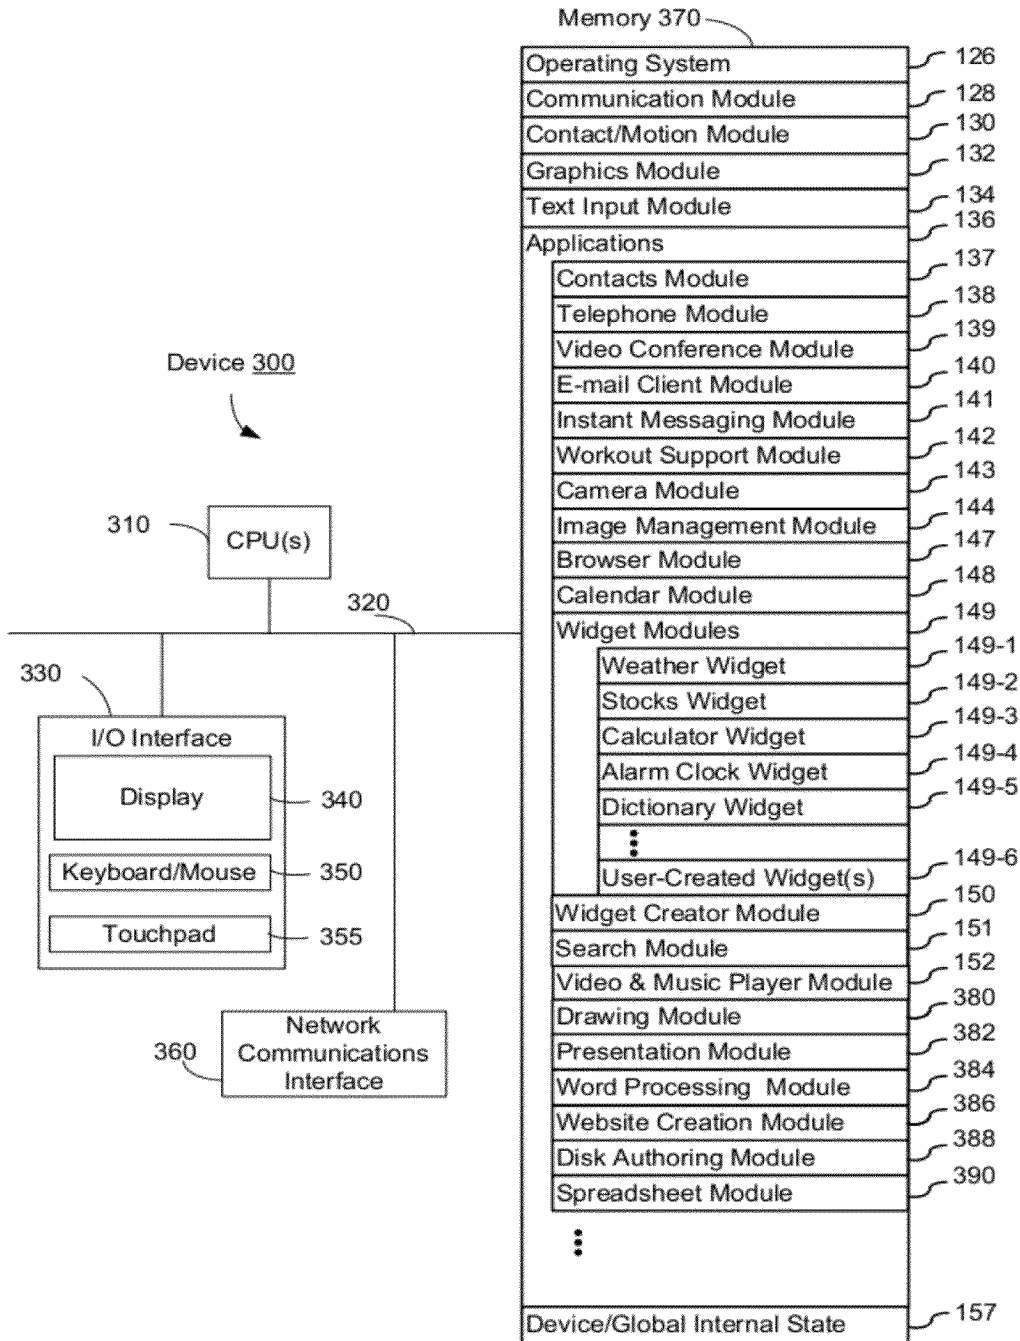 Memory 370
Operating System 126
Communication Module 128
Contact/Motion Module 130
Graphics Module 132
Text Input Module 134
Applications 136
Contacts Module 137
Telephone Module 138
Video Conference Module 139
E-mail Client Module 140
Instant Messaging Module 141
Workout Support Module 142
Camera Module 143
Image Management Module 144
Browser Module 147
Calendar Module 148
Widget Modules 149
Weather Widget 149-1
Stocks Widget 149-2
Calculator Widget 149-3
Alarm Clock Widget 149-4
Dictionary Widget 149-5
User-Created Widget(s) 149-6
Widget Creator Module 150
Search Module 151
Video & Music Player Module 152
Drawing Module 380
Presentation Module 382
Word Processing Module 384
Website Creation Module 386
Disk Authoring Module 388
Spreadsheet Module 390
Device/Global Internal State 157
Device 300
310
CPU(s)
320
330
I/O Interface
Display 340
Keyboard/Mouse 350
Touchpad 355
360
Network
Communications
Interface